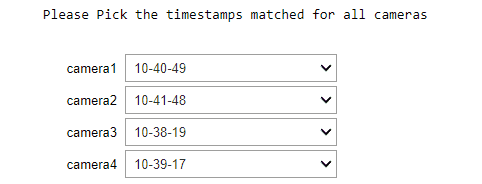 Please Pick the timestamps matched for all cameras
camera1 10-40-49
camera2 10-41-48
camera3 10-38-19
camera4 10-39-17